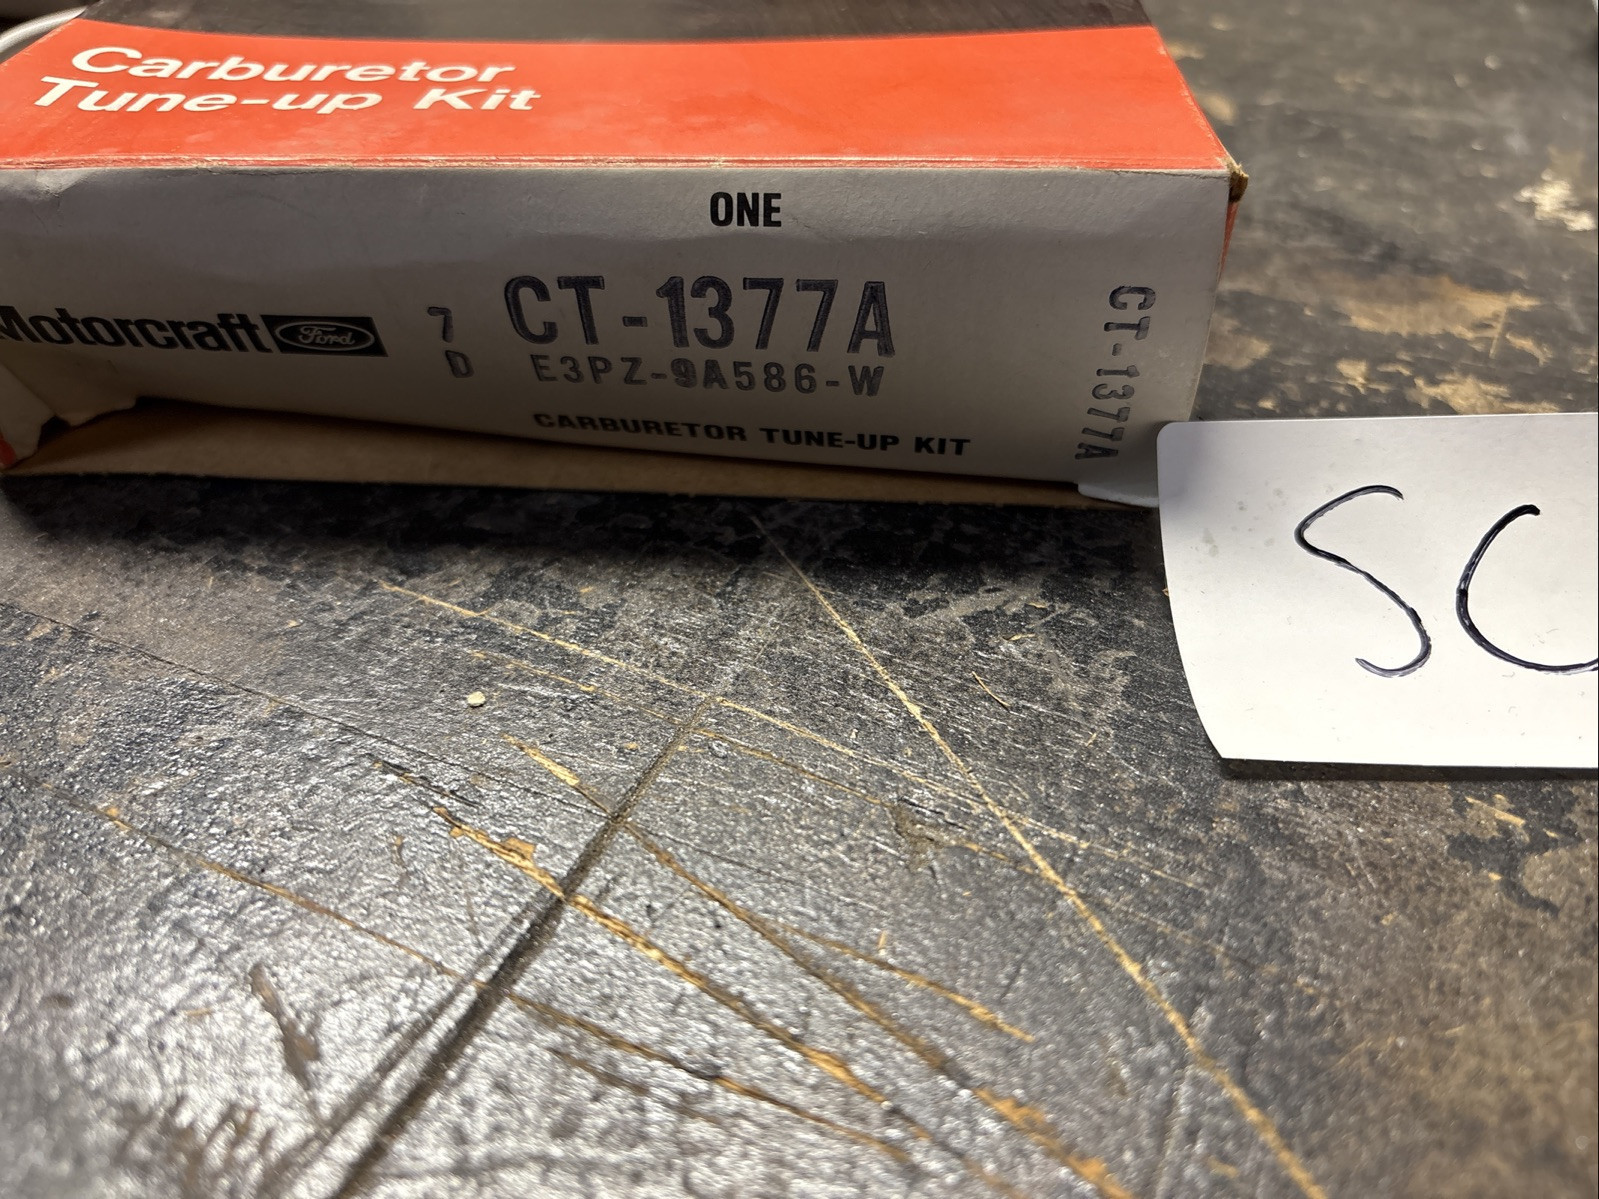 Carburetor
Tune-up Kit
ONE
Motorcraft Ford
7 CT-1377A
D E3PZ-9A586-W
CARBURETOR TUNE-UP KIT
CT-1377A
SC